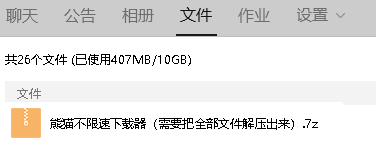 聊天 公告 相册 文件 作业 设置
共26个文件 (已使用407MB/10GB)
文件
熊猫不限速下载器（需要把全部文件解压出来）.7z